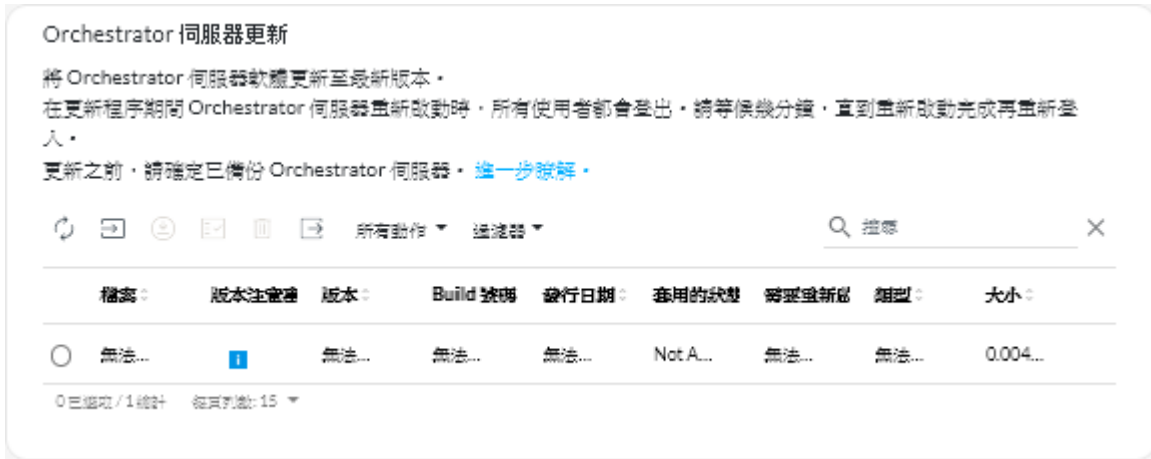 Orchestrator 伺服器更新
將 Orchestrator 伺服器軟體更新至最新版本。
在更新程序期間 Orchestrator 伺服器重新啟動時，所有使用者都會登出。請等候幾分鐘，直到重新啟動完成再重新登
入。
更新之前，請確定已備份 Orchestrator 伺服器。 進一步瞭解。
所有動作 過濾器 搜尋
檔案 版本注意事 版本 Build 號碼 發行日期 套用的狀態 需要重新啟 類型 大小
無法... 無法... 無法... 無法... Not A... 無法... 無法... 0.004...
0 已選取 / 1 總計 每頁列數: 15